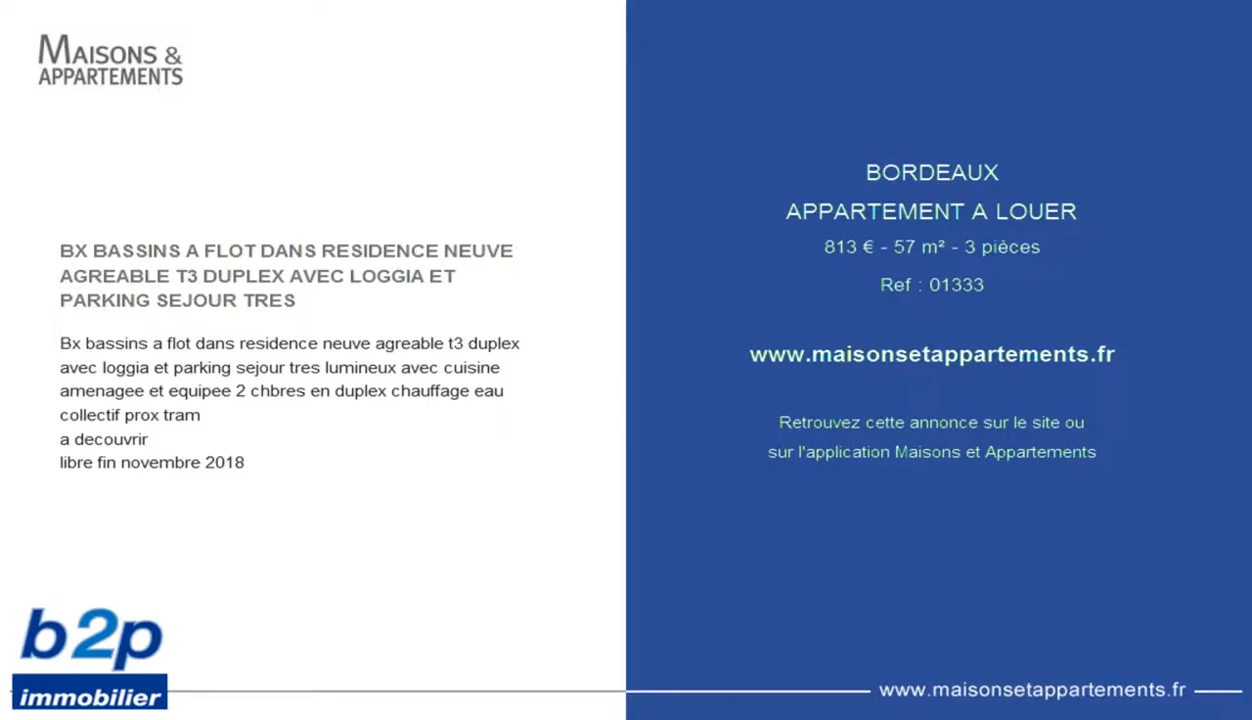 MAISONS &
APPARTEMENTS
BX BASSINS A FLOT DANS RESIDENCE NEUVE
AGREABLE T3 DUPLEX AVEC LOGGIA ET
PARKING SEJOUR TRES
Bx bassins a flot dans residence neuve agreable t3 duplex
avec loggia et parking sejour tres lumineux avec cuisine
amenagee et equipee 2 chbres en duplex chauffage eau
collectif prox tram
a decouvrir
libre fin novembre 2018
b2p
immobilier
BORDEAUX
APPARTEMENT A LOUER
813 € - 57 m² - 3 pièces
Ref : 01333
www.maisonsetappartements.fr
Retrouvez cette annonce sur le site ou
sur l'application Maisons et Appartements
www.maisonsetappartements.fr